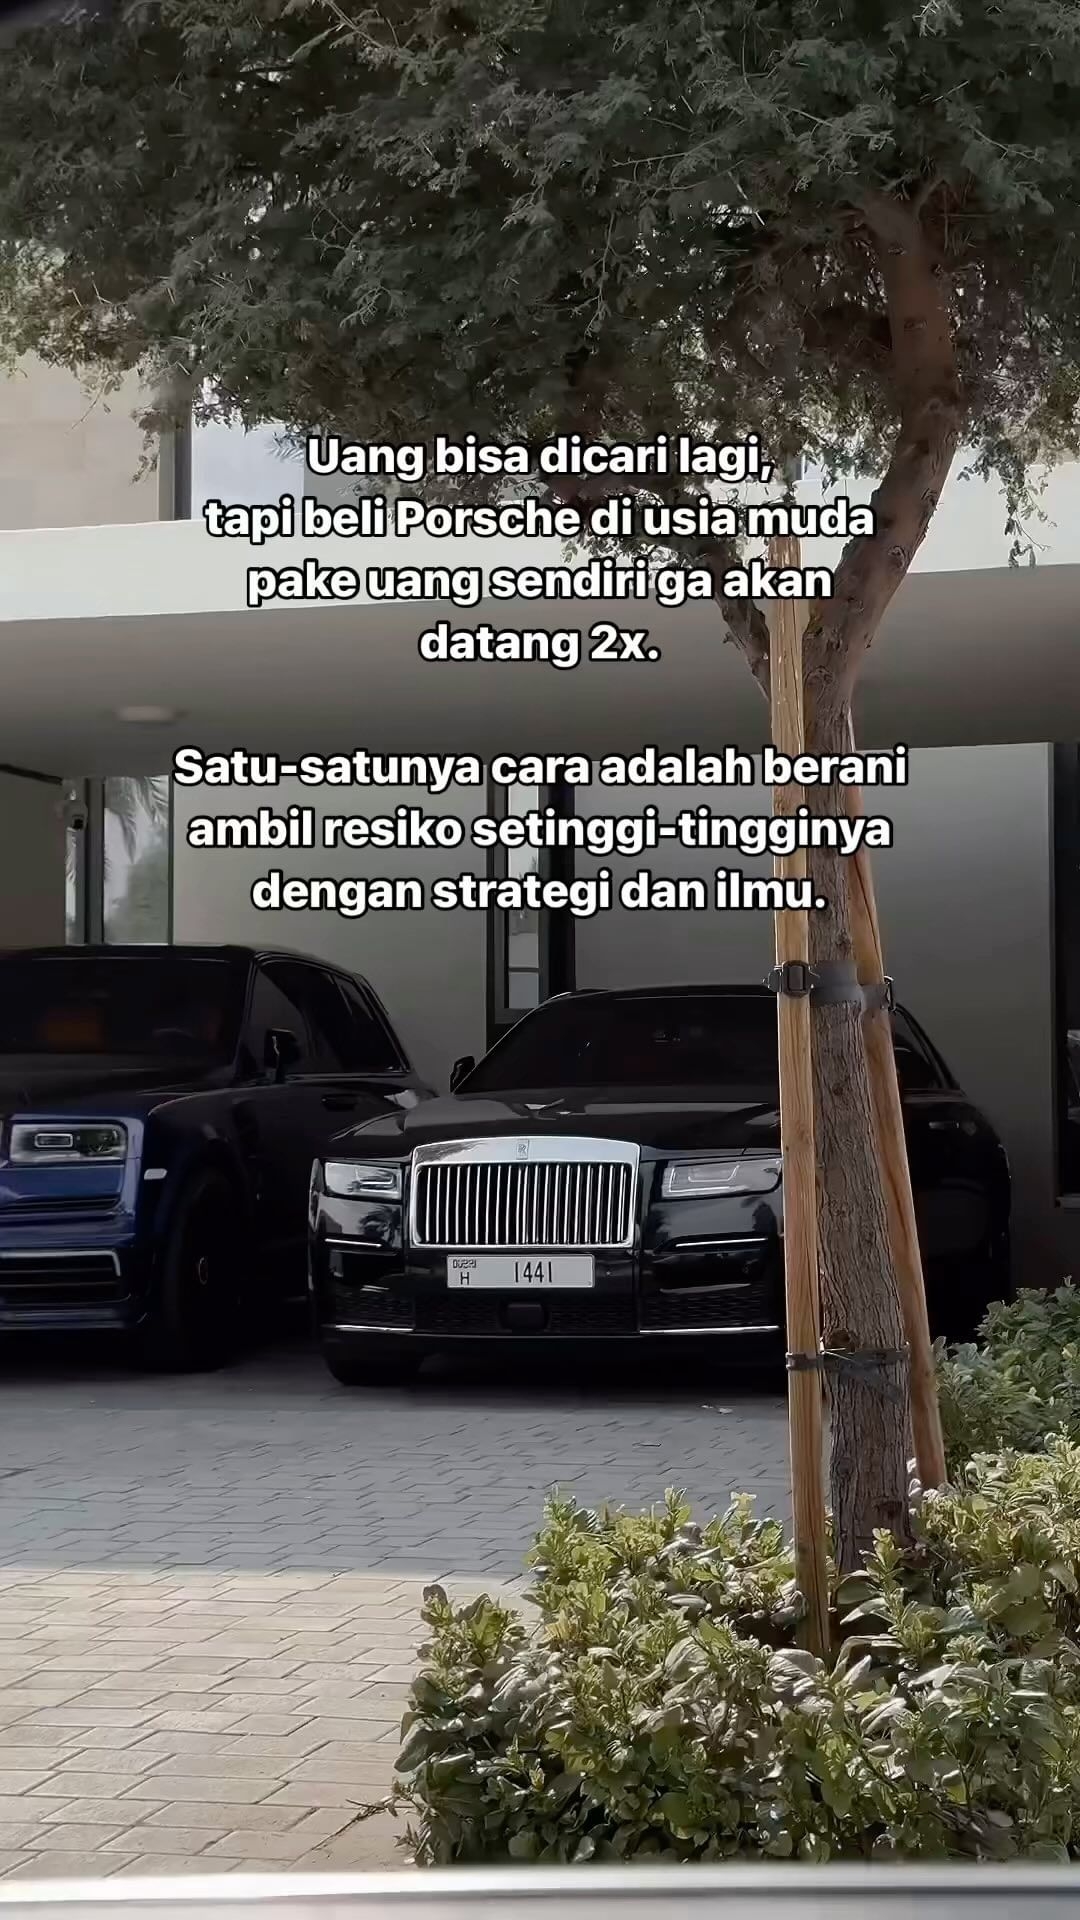 Uang bisa dicari lagi,
tapi beli Porsche di usia muda
pake uang sendiri ga akan
datang 2x.
Satu-satunya cara adalah berani
ambil resiko setinggi-tingginya
dengan strategi dan ilmu.
DUBAI
H 1441